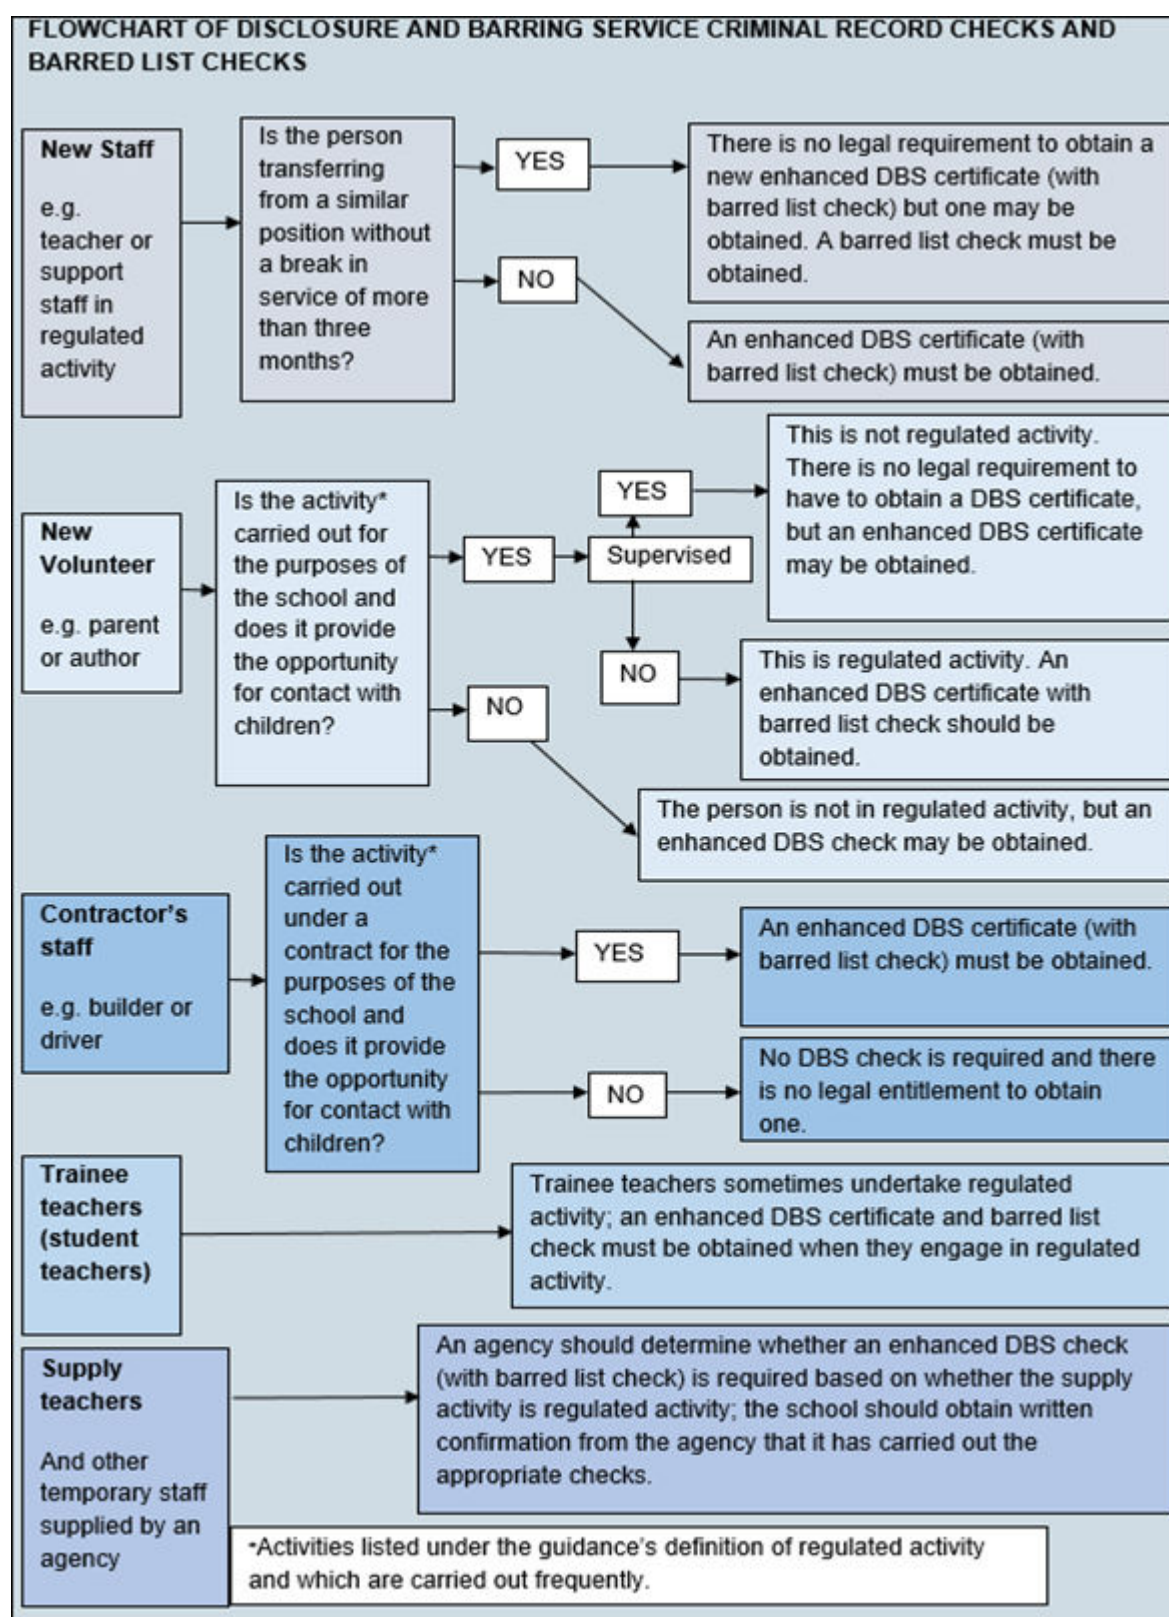 FLOWCHART OF DISCLOSURE AND BARRING SERVICE CRIMINAL RECORD CHECKS AND
BARRED LIST CHECKS
New Staff
e.g.
teacher or
support
staff in
regulated
activity
Is the person
transferring
from a similar
position without
a break in
service of more
than three
months?
YES
There is no legal requirement to obtain a
new enhanced DBS certificate (with
barred list check) but one may be
obtained. A barred list check must be
obtained.
NO
An enhanced DBS certificate (with
barred list check) must be obtained.
New
Volunteer
e.g. parent
or author
Is the activity*
carried out for
the purposes of
the school and
does it provide
the opportunity
for contact with
children?
YES
Supervised
YES
This is not regulated activity.
There is no legal requirement to
have to obtain a DBS certificate,
but an enhanced DBS certificate
may be obtained.
NO
This is regulated activity. An
enhanced DBS certificate with
barred list check should be
obtained.
NO
The person is not in regulated activity, but an
enhanced DBS check may be obtained.
Contractor's
staff
e.g. builder or
driver
Is the activity*
carried out
under a
contract for the
purposes of the
school and
does it provide
the opportunity
for contact with
children?
YES
An enhanced DBS certificate (with
barred list check) must be obtained.
NO
No DBS check is required and there
is no legal entitlement to obtain
one.
Trainee
teachers
(student
teachers)
Trainee teachers sometimes undertake regulated
activity; an enhanced DBS certificate and barred list
check must be obtained when they engage in regulated
activity.
Supply
teachers
And other
temporary staff
supplied by an
agency
An agency should determine whether an enhanced DBS check
(with barred list check) is required based on whether the supply
activity is regulated activity; the school should obtain written
confirmation from the agency that it has carried out the
appropriate checks.
*Activities listed under the guidance's definition of regulated activity
and which are carried out frequently.